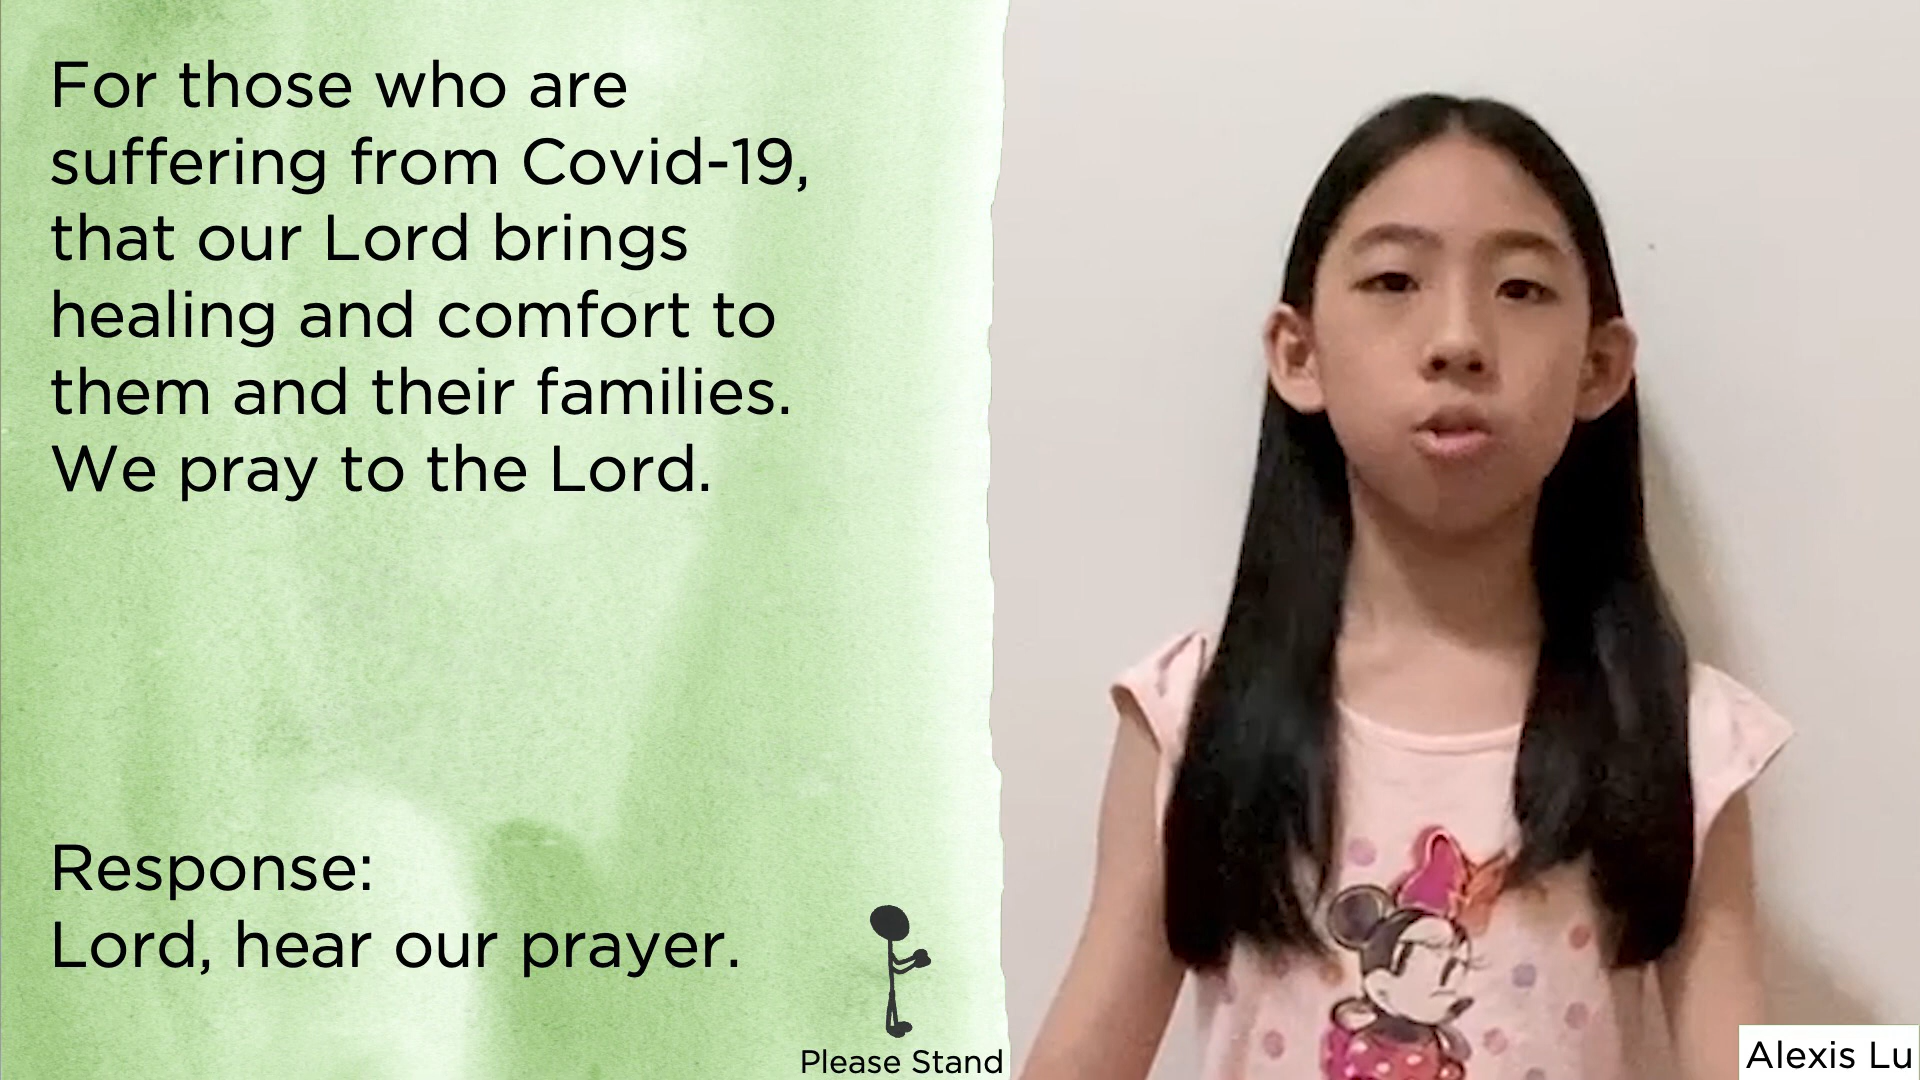 For those who are
suffering from Covid-19,
that our Lord brings
healing and comfort to
them and their families.
We pray to the Lord.
Response:
Lord, hear our prayer.
Please Stand
Alexis Lu